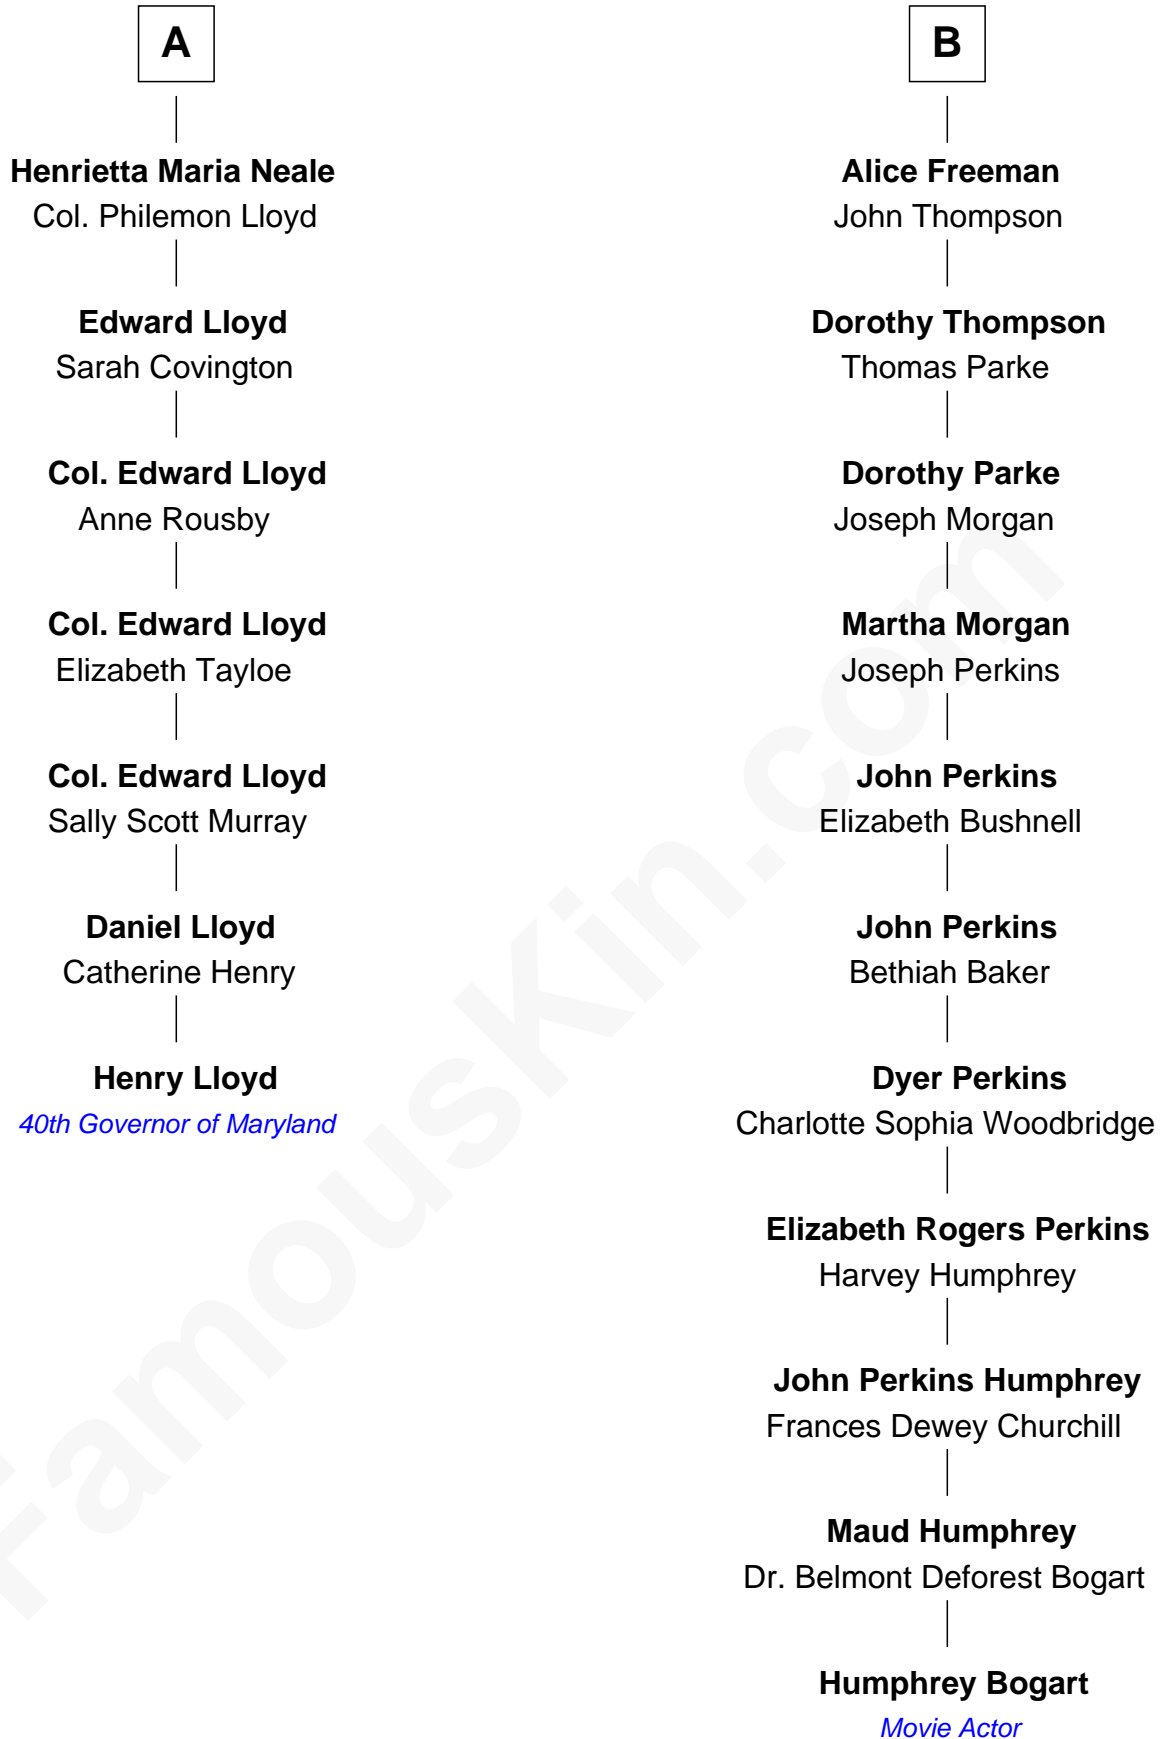 A
Henrietta Maria Neale
Col. Philemon Lloyd
Edward Lloyd
Sarah Covington
Col. Edward Lloyd
Anne Rousby
Col. Edward Lloyd
Elizabeth Tayloe
Col. Edward Lloyd
Sally Scott Murray
Daniel Lloyd
Catherine Henry
Henry Lloyd
40th Governor of Maryland
B
Alice Freeman
John Thompson
Dorothy Thompson
Thomas Parke
Dorothy Parke
Joseph Morgan
Martha Morgan
Joseph Perkins
John Perkins
Elizabeth Bushnell
John Perkins
Bethiah Baker
Dyer Perkins
Charlotte Sophia Woodbridge
Elizabeth Rogers Perkins
Harvey Humphrey
John Perkins Humphrey
Frances Dewey Churchill
Maud Humphrey
Dr. Belmont Deforest Bogart
Humphrey Bogart
Movie Actor
FamousKin.com